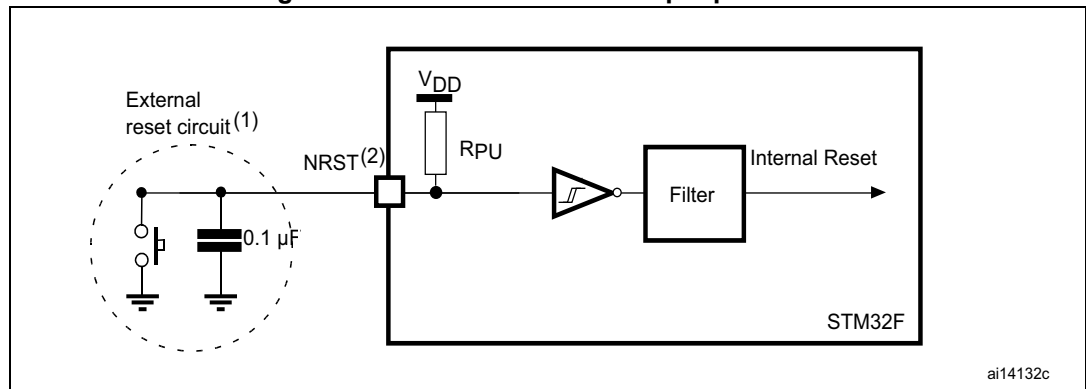 External
reset circuit(1)
VDD
NRST(2)
RPU
Internal Reset
Filter
0.1 µF
STM32F
ai14132c